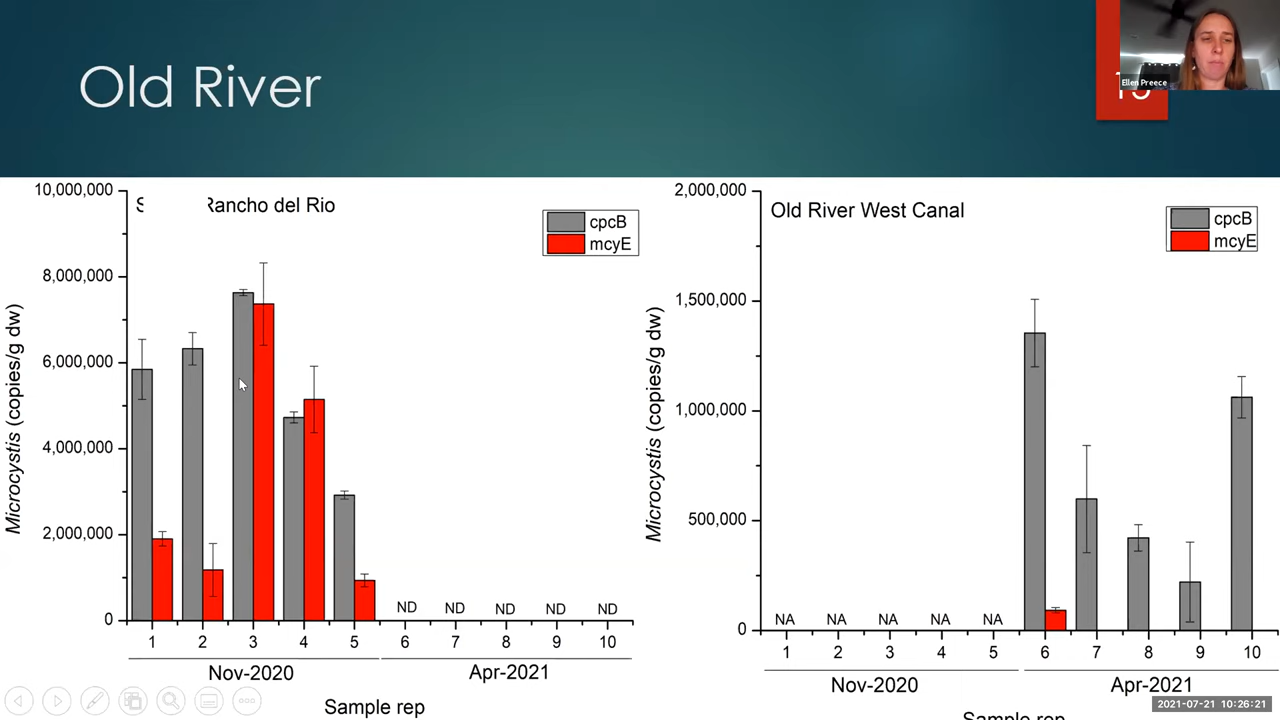 Old River
Ellen Preece
10,000,000
8,000,000
6,000,000
4,000,000
2,000,000
0
Microcystis (copies/g dw)
Rancho del Rio
cpcB
mcyE
ND ND ND ND ND
1 2 3 4 5 6 7 8 9 10
Nov-2020 Apr-2021
Sample rep
2,000,000
1,500,000
1,000,000
500,000
0
Microcystis (copies/g dw)
Old River West Canal
cpcB
mcyE
NA NA NA NA NA
1 2 3 4 5 6 7 8 9 10
Nov-2020 Apr-2021
Sample rep
2021-07-21 10:26:21